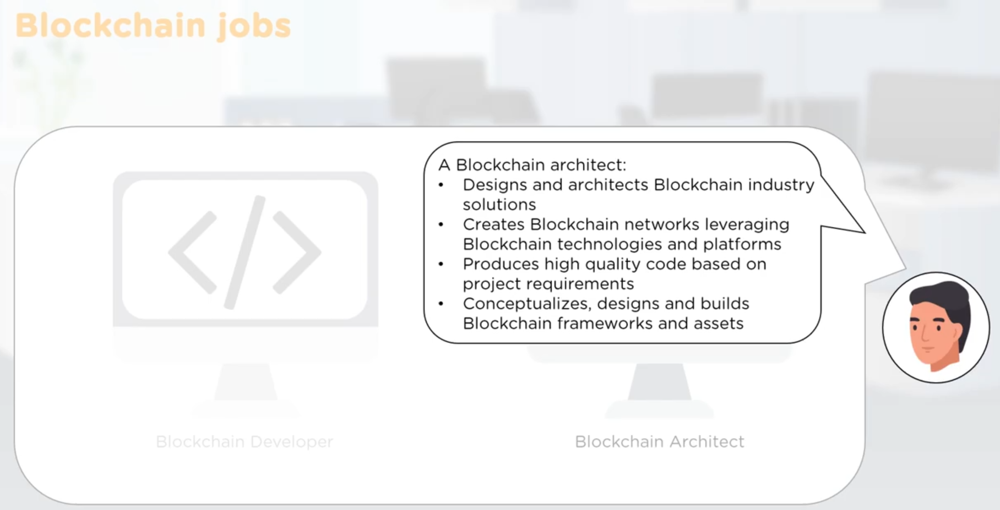 Blockchain jobs
A Blockchain architect:
• Designs and architects Blockchain industry
solutions
• Creates Blockchain networks leveraging
Blockchain technologies and platforms
• Produces high quality code based on
project requirements
• Conceptualizes, designs and builds
Blockchain frameworks and assets
</>
Blockchain Developer
Blockchain Architect